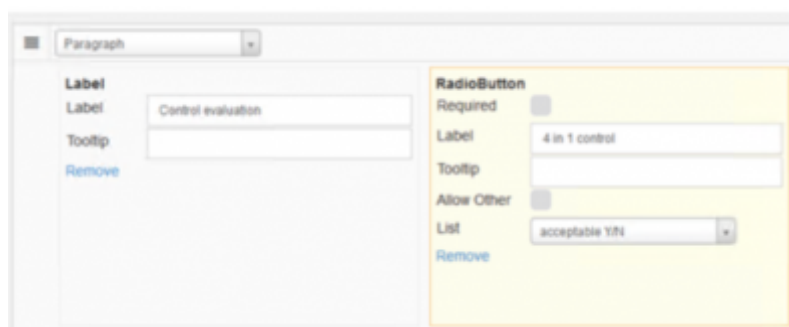 Paragraph
Label
Label Control evaluation
Tooltip
Remove
RadioButton
Required
Label 4 in 1 control
Tooltip
Allow Other
List acceptable Y/N
Remove